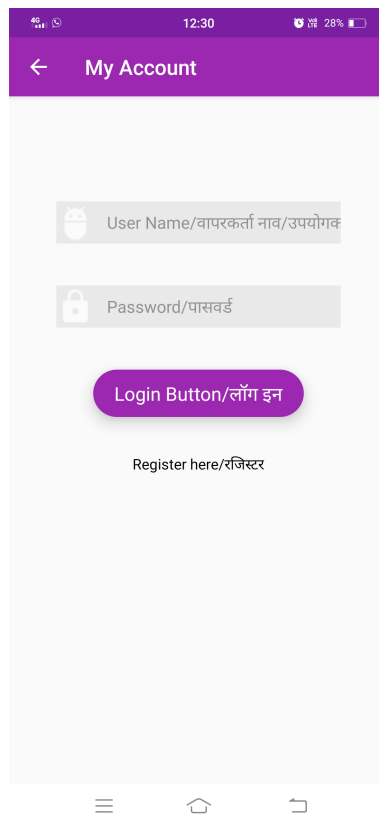 4G 12:30 28%
My Account
User Name/वापरकर्ता नाव/उपयोगक
Password/पासवर्ड
Login Button/लॉग इन
Register here/रजिस्टर